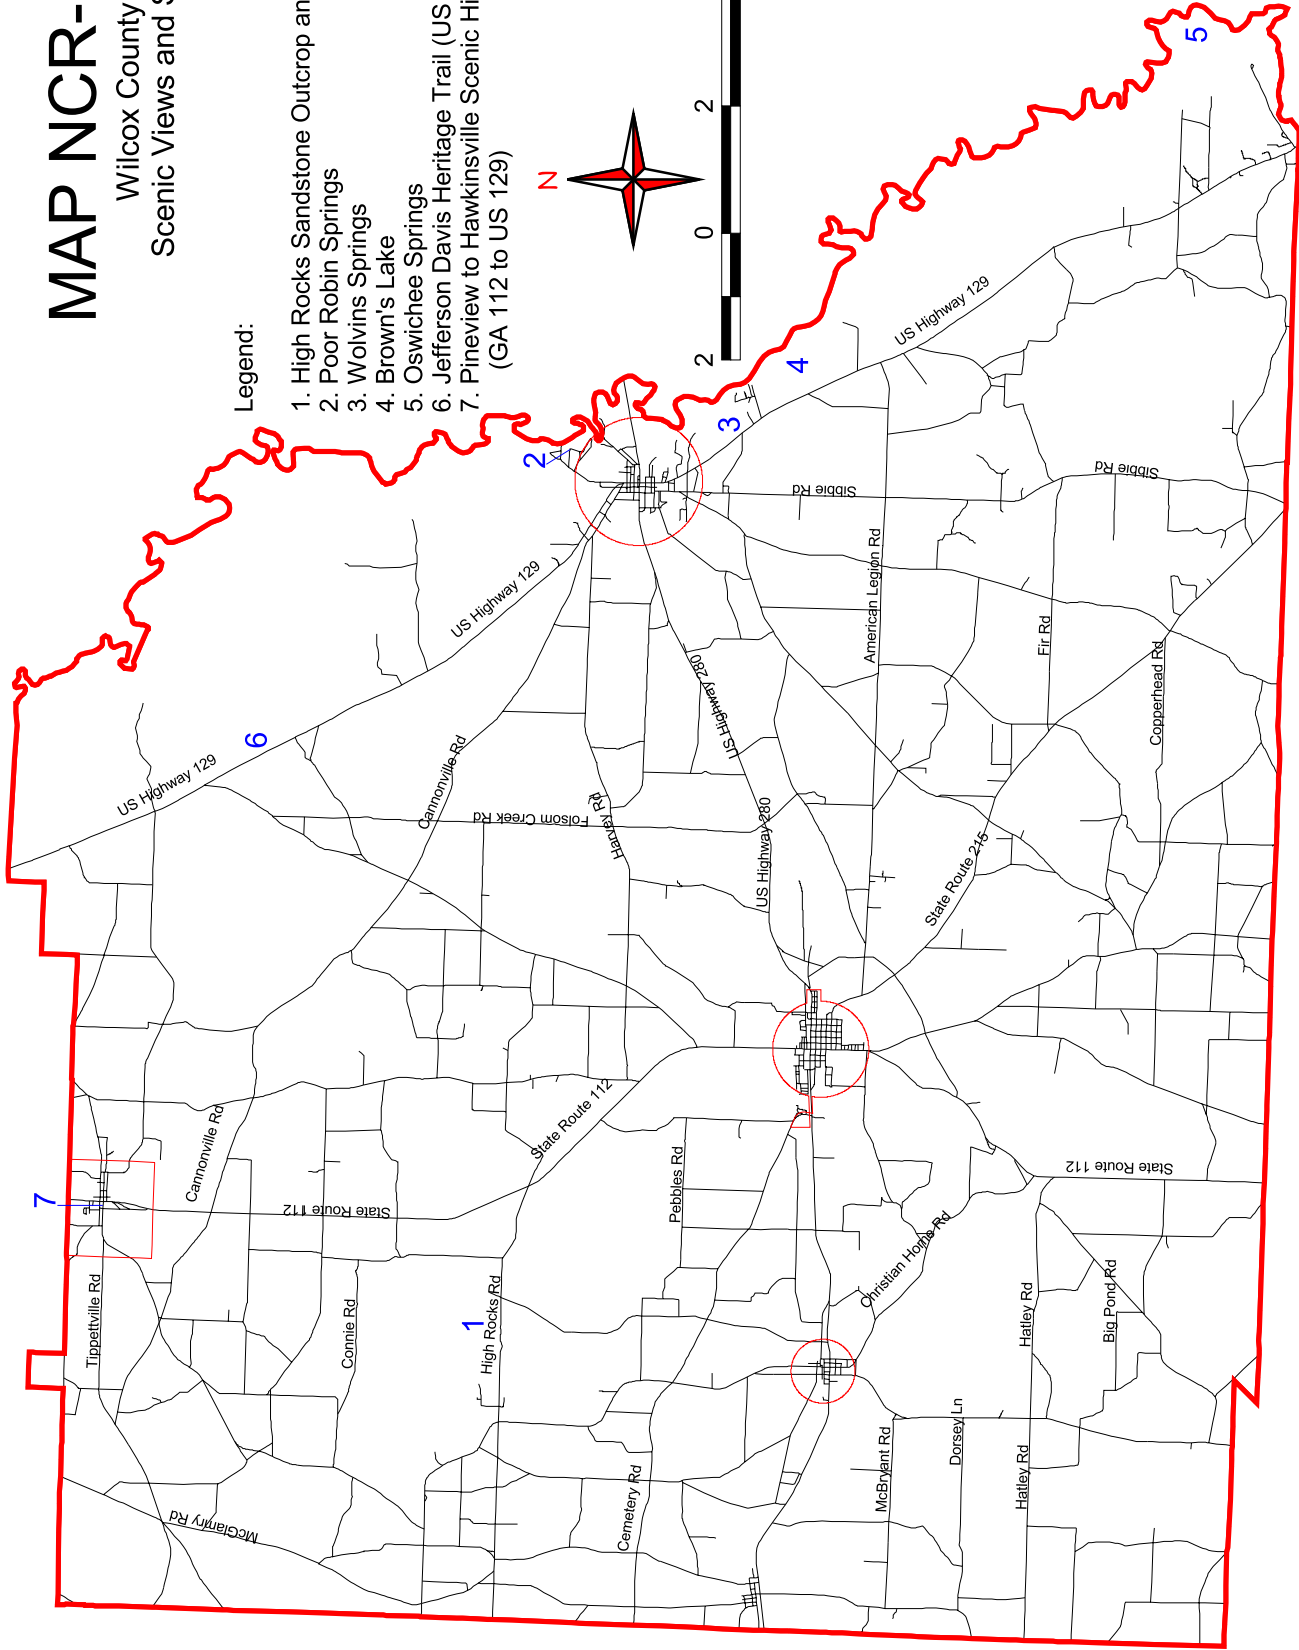 MAP NCR-
Wilcox County
Scenic Views and S
Legend:
1. High Rocks Sandstone Outcrop an
2. Poor Robin Springs
3. Wolvins Springs
4. Brown's Lake
5. Oswichee Springs
6. Jefferson Davis Heritage Trail (US
7. Pineview to Hawkinsville Scenic Hi
(GA 112 to US 129)
N
2
0
2
7
6
2
3
4
5
1
US Highway 129
US Highway 129
US Highway 129
Cannonville Rd
Cannonville Rd
Folsom Creek Rd
Harvey Rd
US Highway 280
US Highway 280
Sibbie Rd
Sibbie Rd
American Legion Rd
Fir Rd
Copperhead Rd
State Route 215
State Route 112
State Route 112
State Route 112
Tippettville Rd
Connie Rd
High Rocks Rd
Pebbles Rd
Christian Home Rd
Hatley Rd
Hatley Rd
Big Pond Rd
McGlamry Rd
Cemetery Rd
McBryant Rd
Dorsey Ln